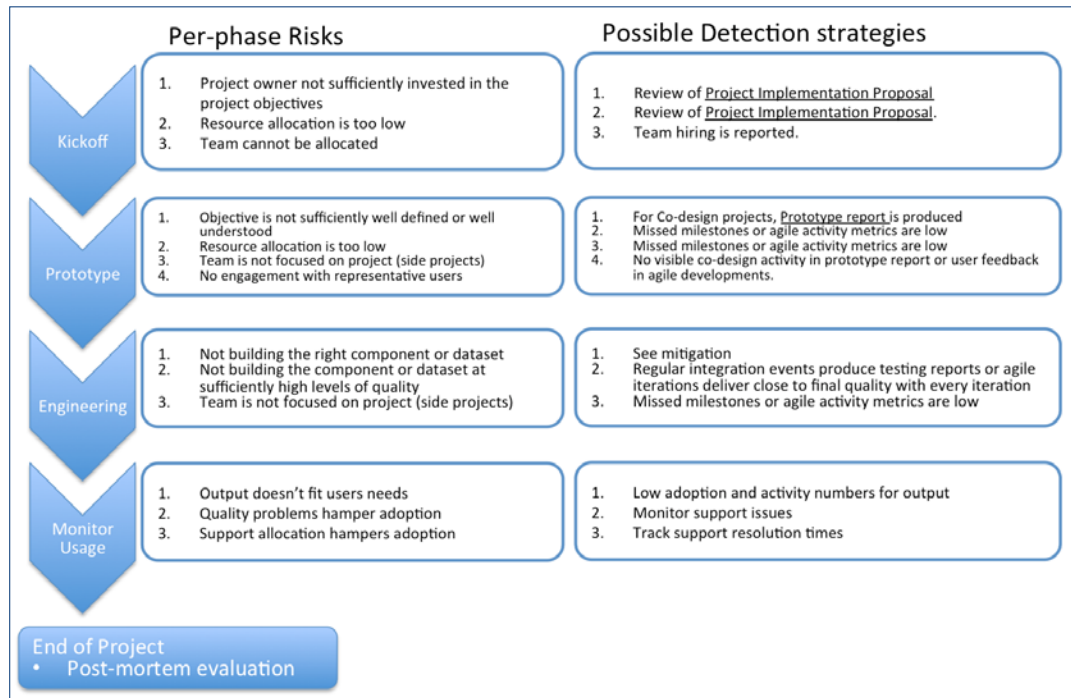 Per-phase Risks
Possible Detection strategies
Kickoff
1. Project owner not sufficiently invested in the
project objectives
2. Resource allocation is too low
3. Team cannot be allocated
1. Review of Project Implementation Proposal
2. Review of Project Implementation Proposal.
3. Team hiring is reported.
Prototype
1. Objective is not sufficiently well defined or well
understood
2. Resource allocation is too low
3. Team is not focused on project (side projects)
4. No engagement with representative users
1. For Co-design projects, Prototype report is produced
2. Missed milestones or agile activity metrics are low
3. Missed milestones or agile activity metrics are low
4. No visible co-design activity in prototype report or user feedback
in agile developments.
Engineering
1. Not building the right component or dataset
2. Not building the component or dataset at
sufficiently high levels of quality
3. Team is not focused on project (side projects)
1. See mitigation
2. Regular integration events produce testing reports or agile
iterations deliver close to final quality with every iteration
3. Missed milestones or agile activity metrics are low
Monitor
Usage
1. Output doesn't fit users needs
2. Quality problems hamper adoption
3. Support allocation hampers adoption
1. Low adoption and activity numbers for output
2. Monitor support issues
3. Track support resolution times
End of Project
• Post-mortem evaluation